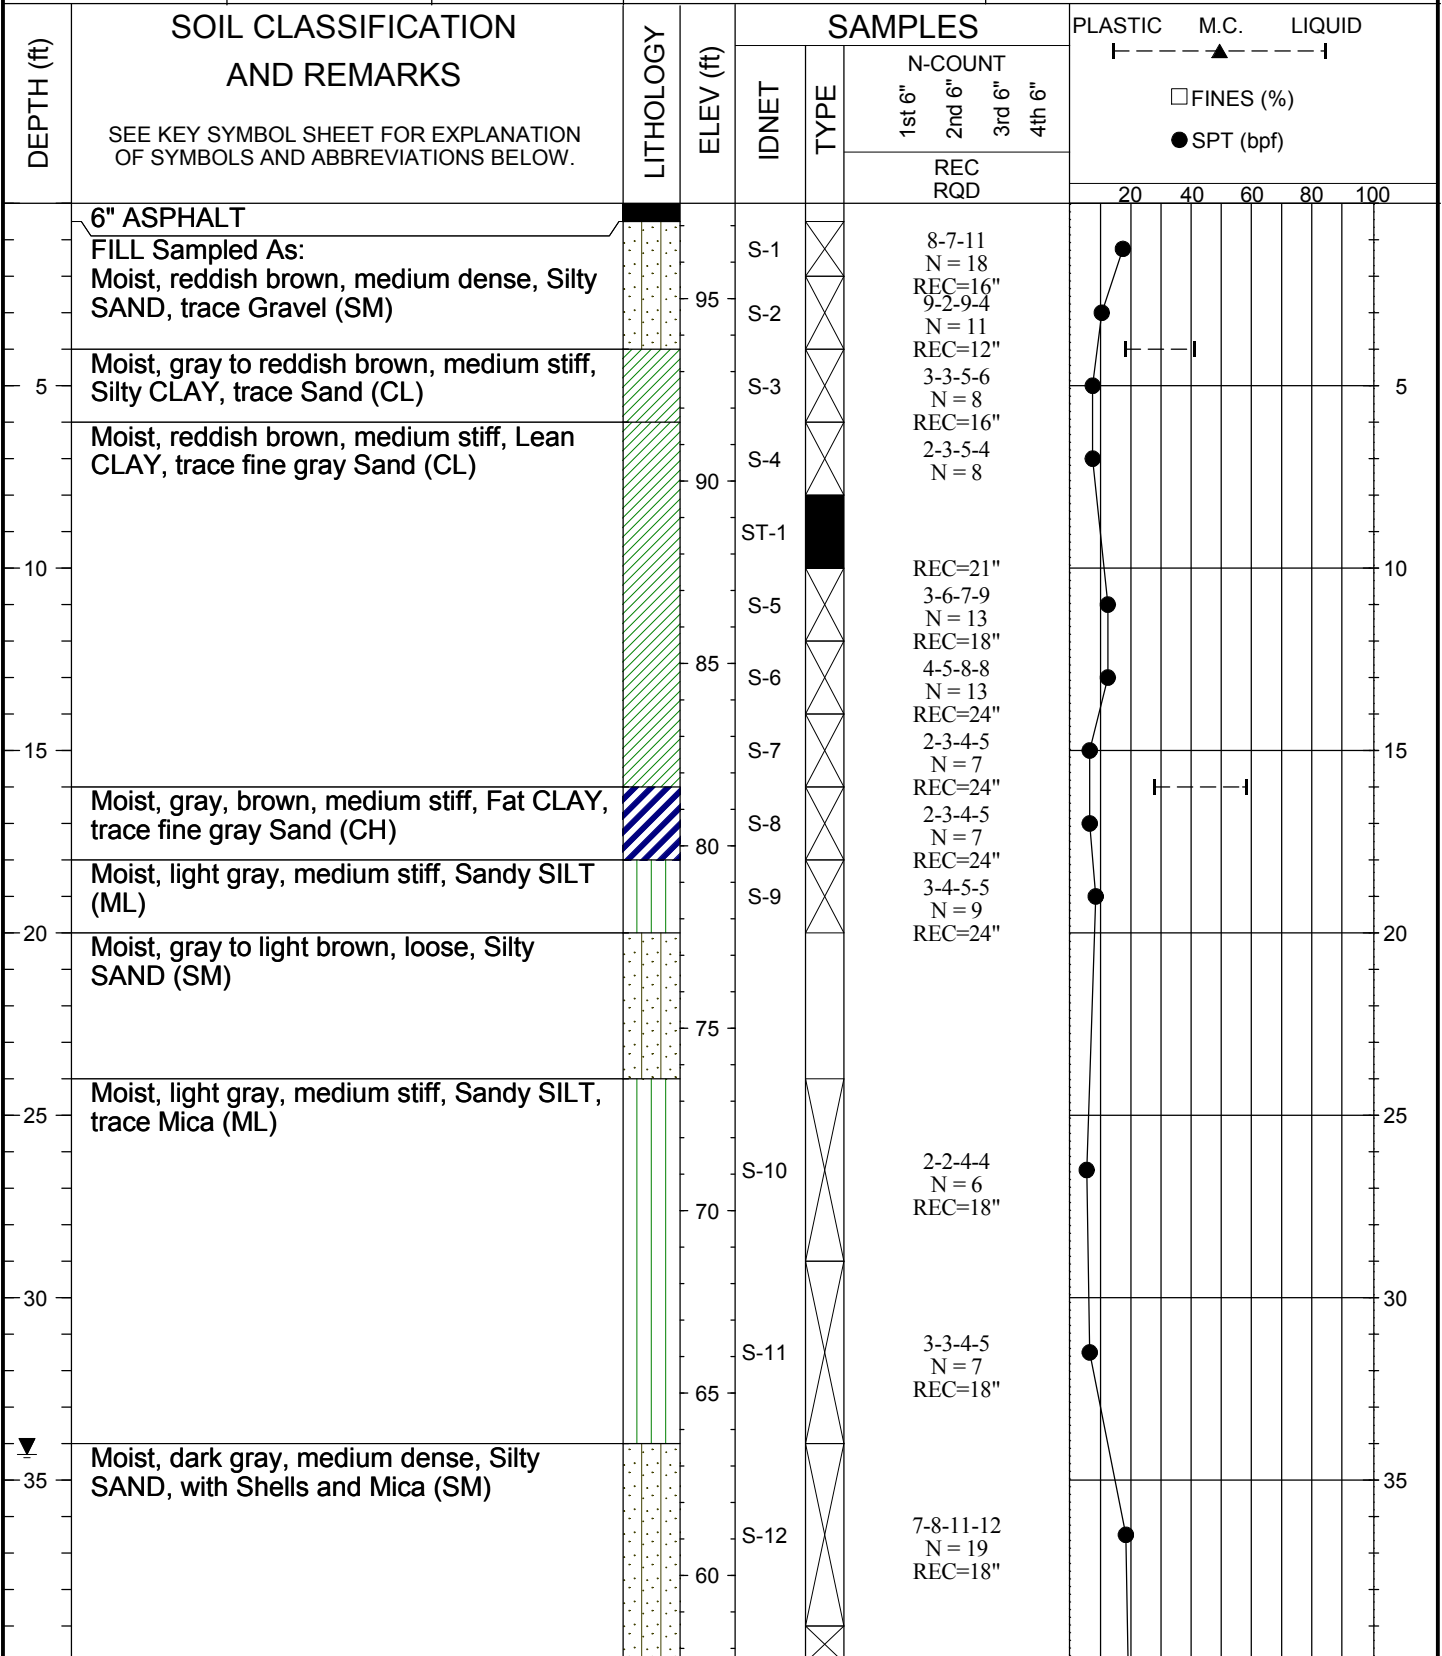 SOIL CLASSIFICATION
AND REMARKS
SEE KEY SYMBOL SHEET FOR EXPLANATION
OF SYMBOLS AND ABBREVIATIONS BELOW.
DEPTH (ft)
LITHOLOGY
ELEV (ft)
SAMPLES
IDNET
TYPE
N-COUNT
1st 6"
2nd 6"
3rd 6"
4th 6"
REC
RQD
PLASTIC M.C. LIQUID
FINES (%)
SPT (bpf)
20 40 60 80 100
6" ASPHALT
FILL Sampled As:
Moist, reddish brown, medium dense, Silty
SAND, trace Gravel (SM)
S-1
8-7-11
N = 18
REC=16"
95
S-2
9-2-9-4
N = 11
REC=12"
Moist, gray to reddish brown, medium stiff,
Silty CLAY, trace Sand (CL)
5
S-3
3-3-5-6
N = 8
REC=16"
5
Moist, reddish brown, medium stiff, Lean
CLAY, trace fine gray Sand (CL)
S-4
2-3-5-4
N = 8
90
ST-1
REC=21"
10
10
S-5
3-6-7-9
N = 13
REC=18"
85
S-6
4-5-8-8
N = 13
REC=24"
15
S-7
2-3-4-5
N = 7
REC=24"
15
Moist, gray, brown, medium stiff, Fat CLAY,
trace fine gray Sand (CH)
S-8
2-3-4-5
N = 7
REC=24"
80
Moist, light gray, medium stiff, Sandy SILT
(ML)
S-9
3-4-5-5
N = 9
REC=24"
20
20
Moist, gray to light brown, loose, Silty
SAND (SM)
75
Moist, light gray, medium stiff, Sandy SILT,
trace Mica (ML)
25
25
S-10
2-2-4-4
N = 6
REC=18"
70
30
30
S-11
3-3-4-5
N = 7
REC=18"
65
Moist, dark gray, medium dense, Silty
SAND, with Shells and Mica (SM)
35
35
S-12
7-8-11-12
N = 19
REC=18"
60